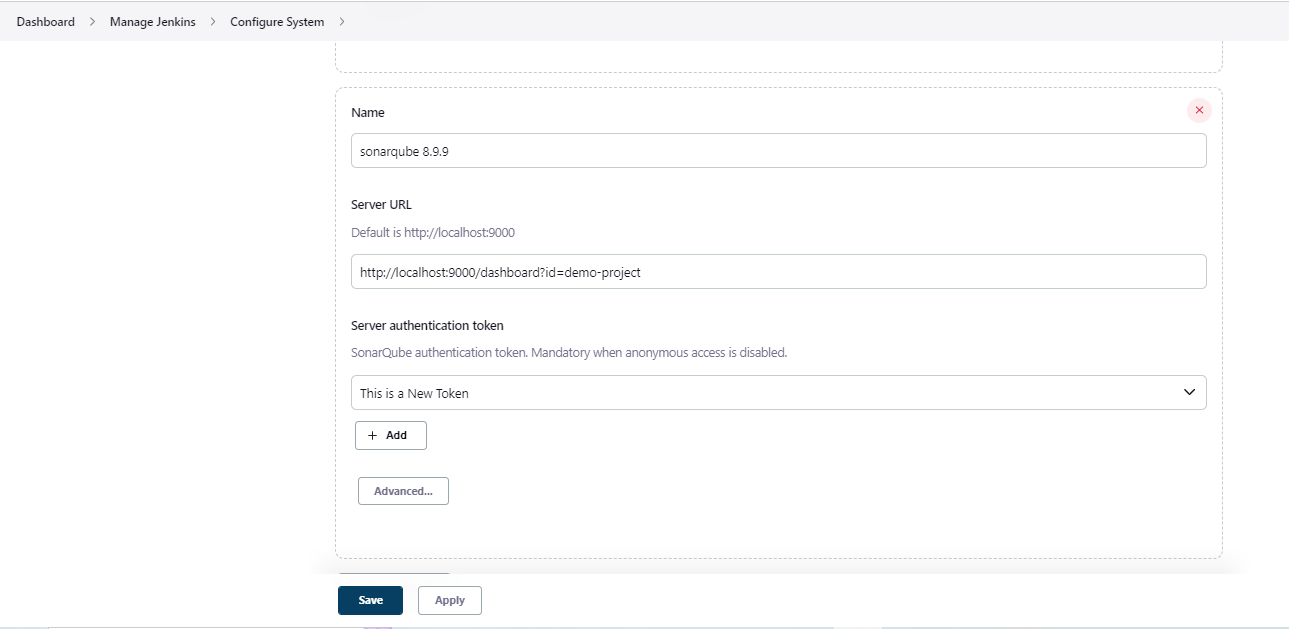 Dashboard > Manage Jenkins > Configure System >
Name
sonarqube 8.9.9
Server URL
Default is http://localhost:9000
http://localhost:9000/dashboard?id=demo-project
Server authentication token
SonarQube authentication token. Mandatory when anonymous access is disabled.
This is a New Token
+ Add
Advanced...
Save Apply